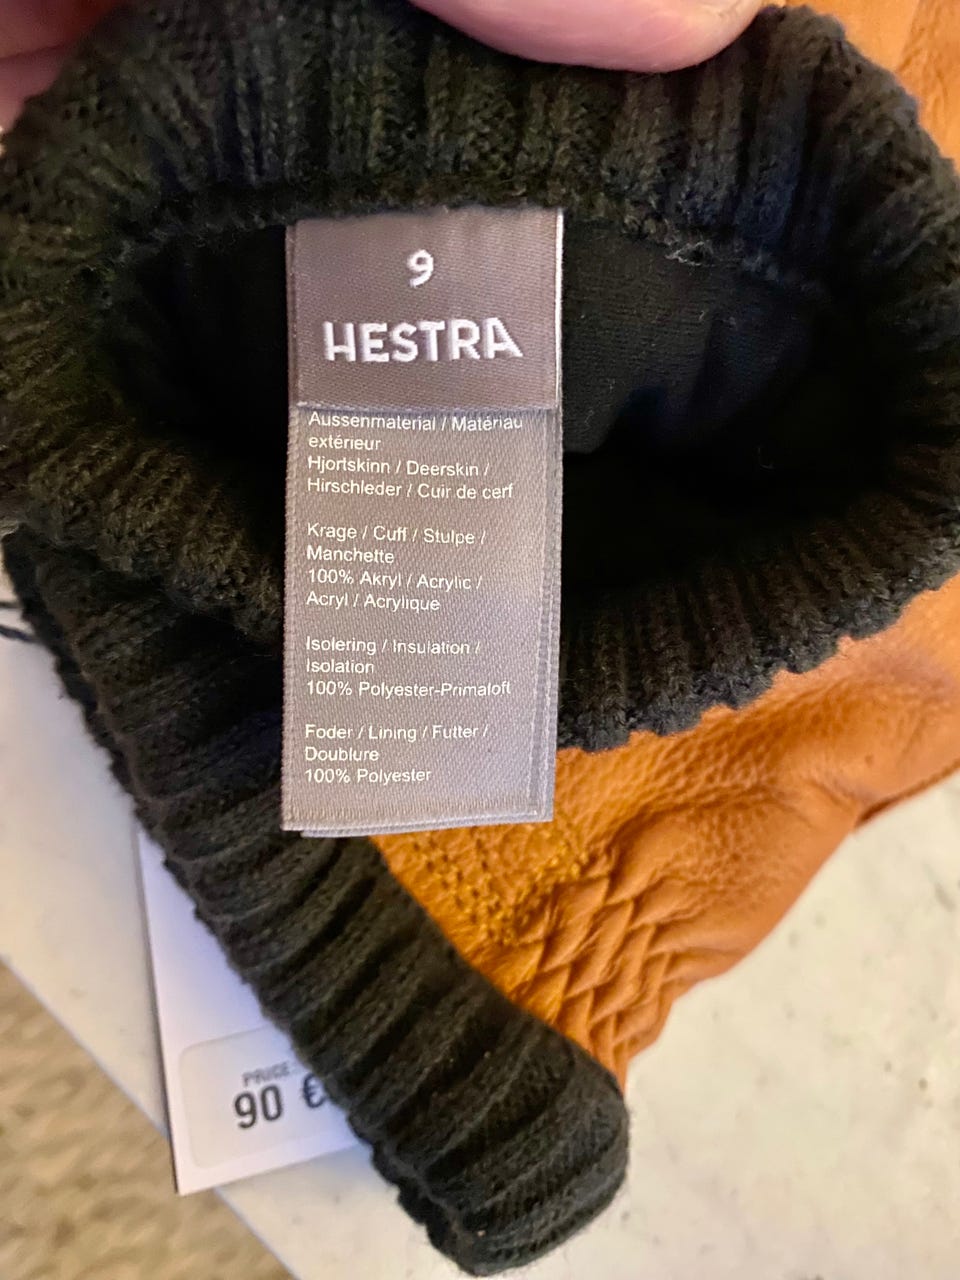 9
HESTRA
Aussenmaterial / Matériau
extérieur
Hjortskinn / Deerskin /
Hirschleder / Cuir de cerf
Krage / Cuff / Stulpe /
Manchette
100% Akryl / Acrylic /
Acryl / Acrylique
Isolering / Insulation /
Isolation
100% Polyester-Primaloft
Foder / Lining / Futter /
Doublure
100% Polyester
PRICE:
90 €